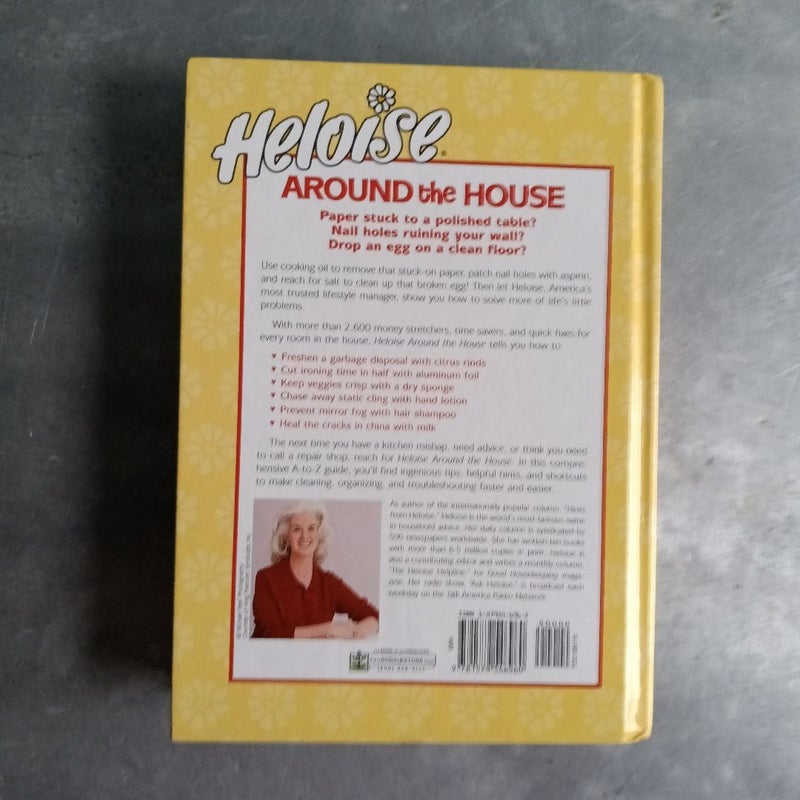 Heloise®
AROUND the HOUSE
Paper stuck to a polished table?
Nail holes ruining your wall?
Drop an egg on a clean floor?
Use cooking oil to remove that stuck-on paper, patch nail holes with aspirin,
and reach for salt to clean up that broken egg! Then let Heloise, America's
most trusted lifestyle manager, show you how to solve more of life's little
problems.
With more than 2,600 money stretchers, time savers, and quick fixes for
every room in the house, Heloise Around the House tells you how to:
♥ Freshen a garbage disposal with citrus rinds
♥ Cut ironing time in half with aluminum foil
♥ Keep veggies crisp with a dry sponge
♥ Chase away static cling with hand lotion
♥ Prevent mirror fog with hair shampoo
♥ Heal the cracks in china with milk
The next time you have a kitchen mishap, need advice, or think you need
to call a repair shop, reach for Heloise Around the House. In this compre-
hensive A-to-Z guide, you'll find ingenious tips, helpful hints, and shortcuts
to make cleaning, organizing, and troubleshooting faster and easier.
As author of the internationally popular column, "Hints
from Heloise," Heloise is the world's most famous name
in household advice. Her daily column is syndicated by
500 newspapers worldwide. She has written ten books
with more than 6.5 million copies in print. Heloise is
also a contributing editor and writes a monthly column,
"The Heloise Helpline," for Good Housekeeping maga-
zine. Her radio show, "Ask Heloise," is broadcast each
weekday on the Talk America Radio Network.
ISBN
90000